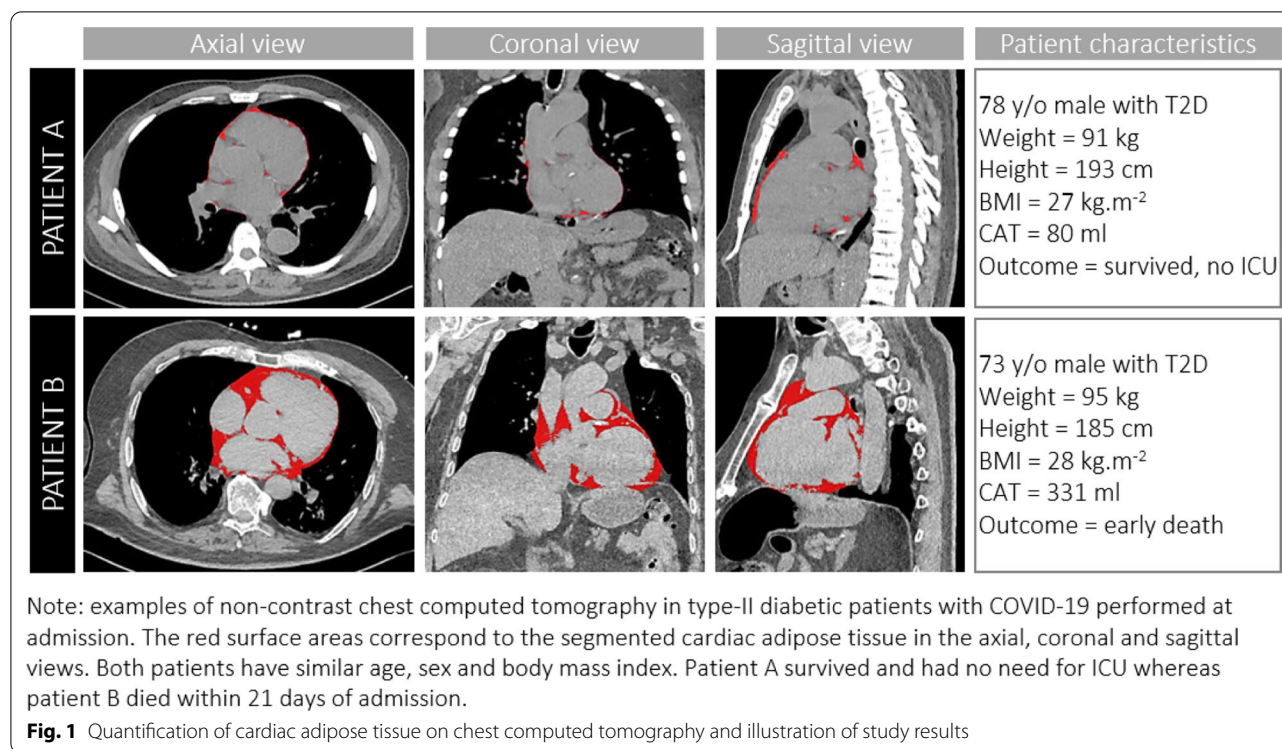 Axial view
Coronal view
Sagittal view
Patient characteristics
PATIENT A
78 y/o male with T2D
Weight = 91 kg
Height = 193 cm
BMI = 27 kg.m⁻²
CAT = 80 ml
Outcome = survived, no ICU
PATIENT B
73 y/o male with T2D
Weight = 95 kg
Height = 185 cm
BMI = 28 kg.m⁻²
CAT = 331 ml
Outcome = early death
Note: examples of non-contrast chest computed tomography in type-II diabetic patients with COVID-19 performed at
admission. The red surface areas correspond to the segmented cardiac adipose tissue in the axial, coronal and sagittal
views. Both patients have similar age, sex and body mass index. Patient A survived and had no need for ICU whereas
patient B died within 21 days of admission.
Fig. 1 Quantification of cardiac adipose tissue on chest computed tomography and illustration of study results